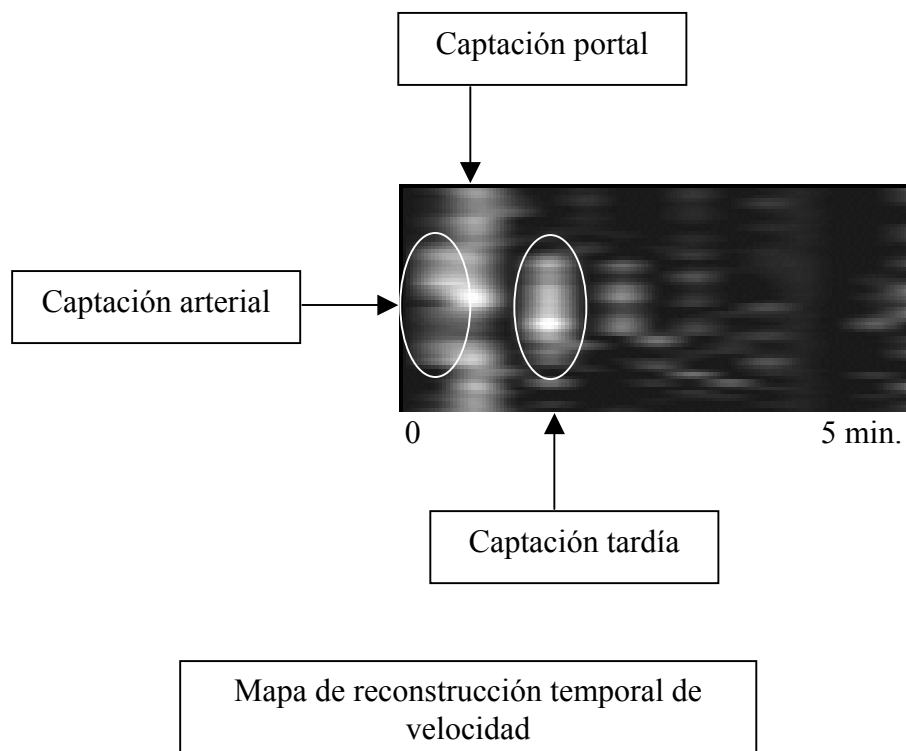 Captación portal
Captación arterial
0
5 min.
Captación tardía
Mapa de reconstrucción temporal de
velocidad